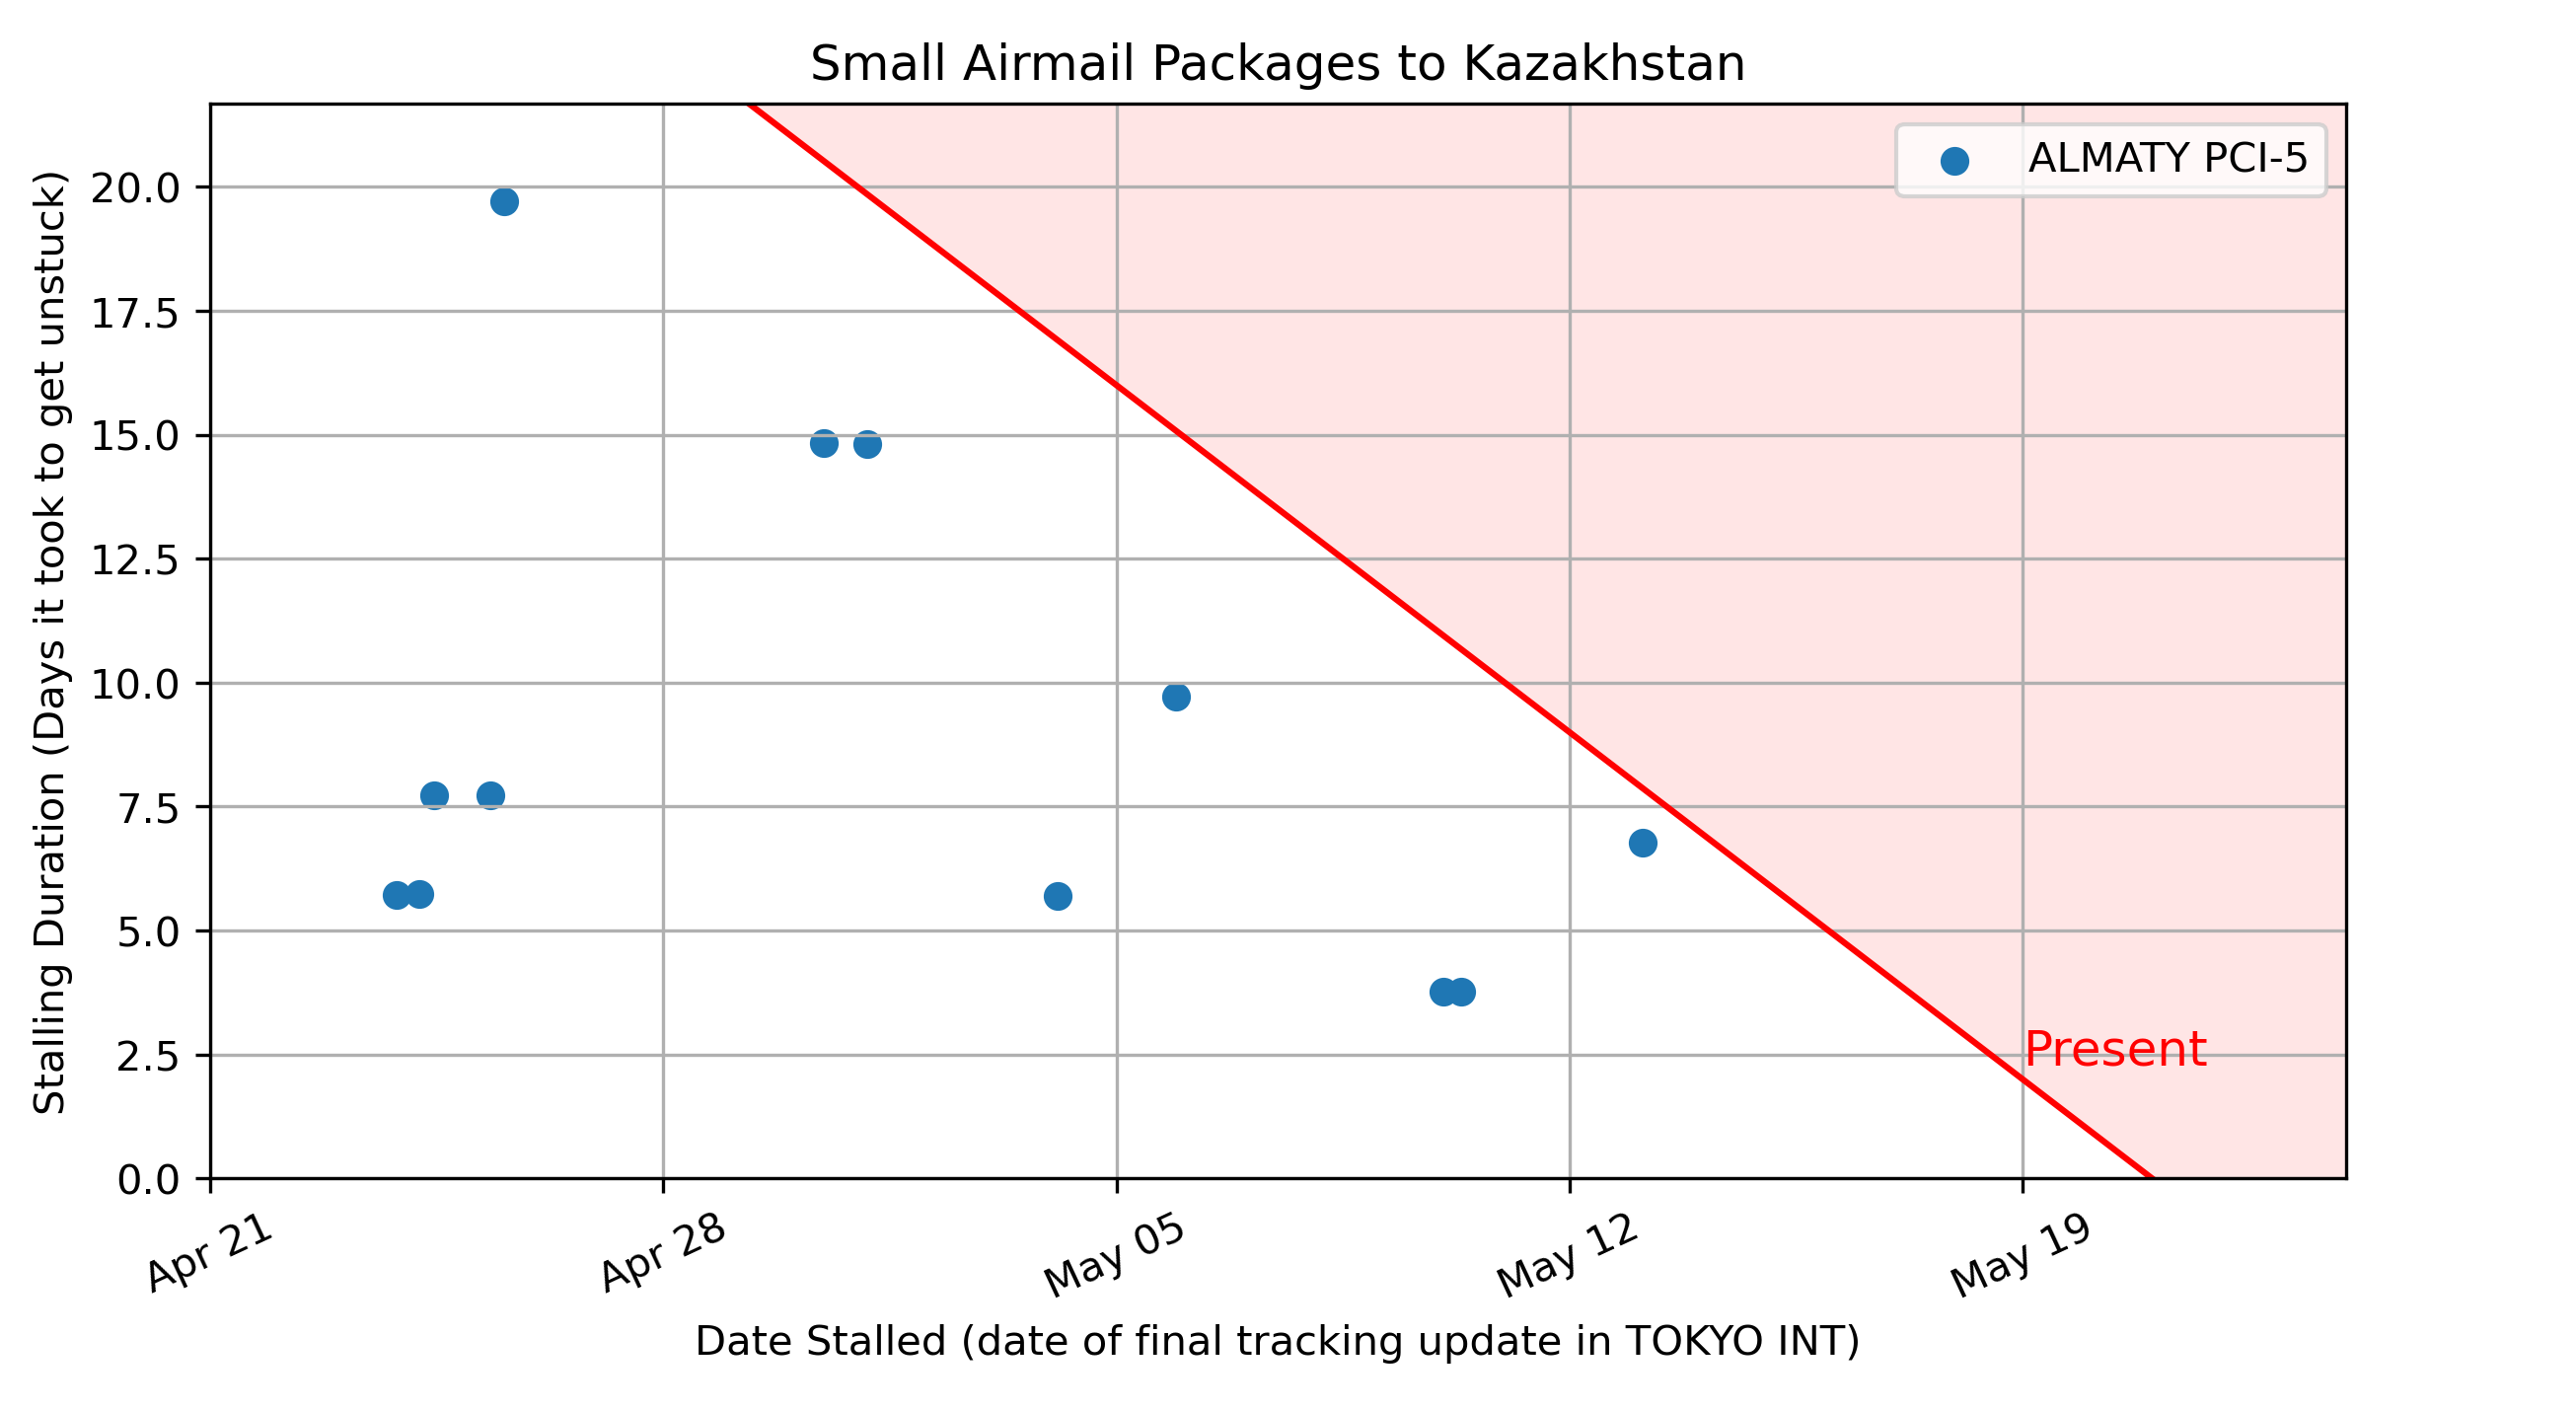 Small Airmail Packages to Kazakhstan
ALMATY PCI-5
Stalling Duration (Days it took to get unstuck)
20.0
17.5
15.0
12.5
10.0
7.5
5.0
2.5
0.0
Present
Apr 21
Apr 28
May 05
May 12
May 19
Date Stalled (date of final tracking update in TOKYO INT)